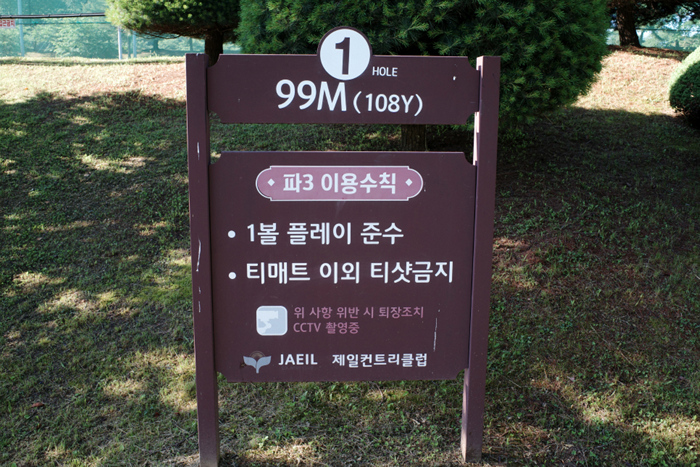 1
HOLE
99M (108Y)
파3 이용수칙
• 1볼 플레이 준수
• 티매트 이외 티샷금지
위 사항 위반 시 퇴장조치
CCTV 촬영중
JAEIL 제일컨트리클럽